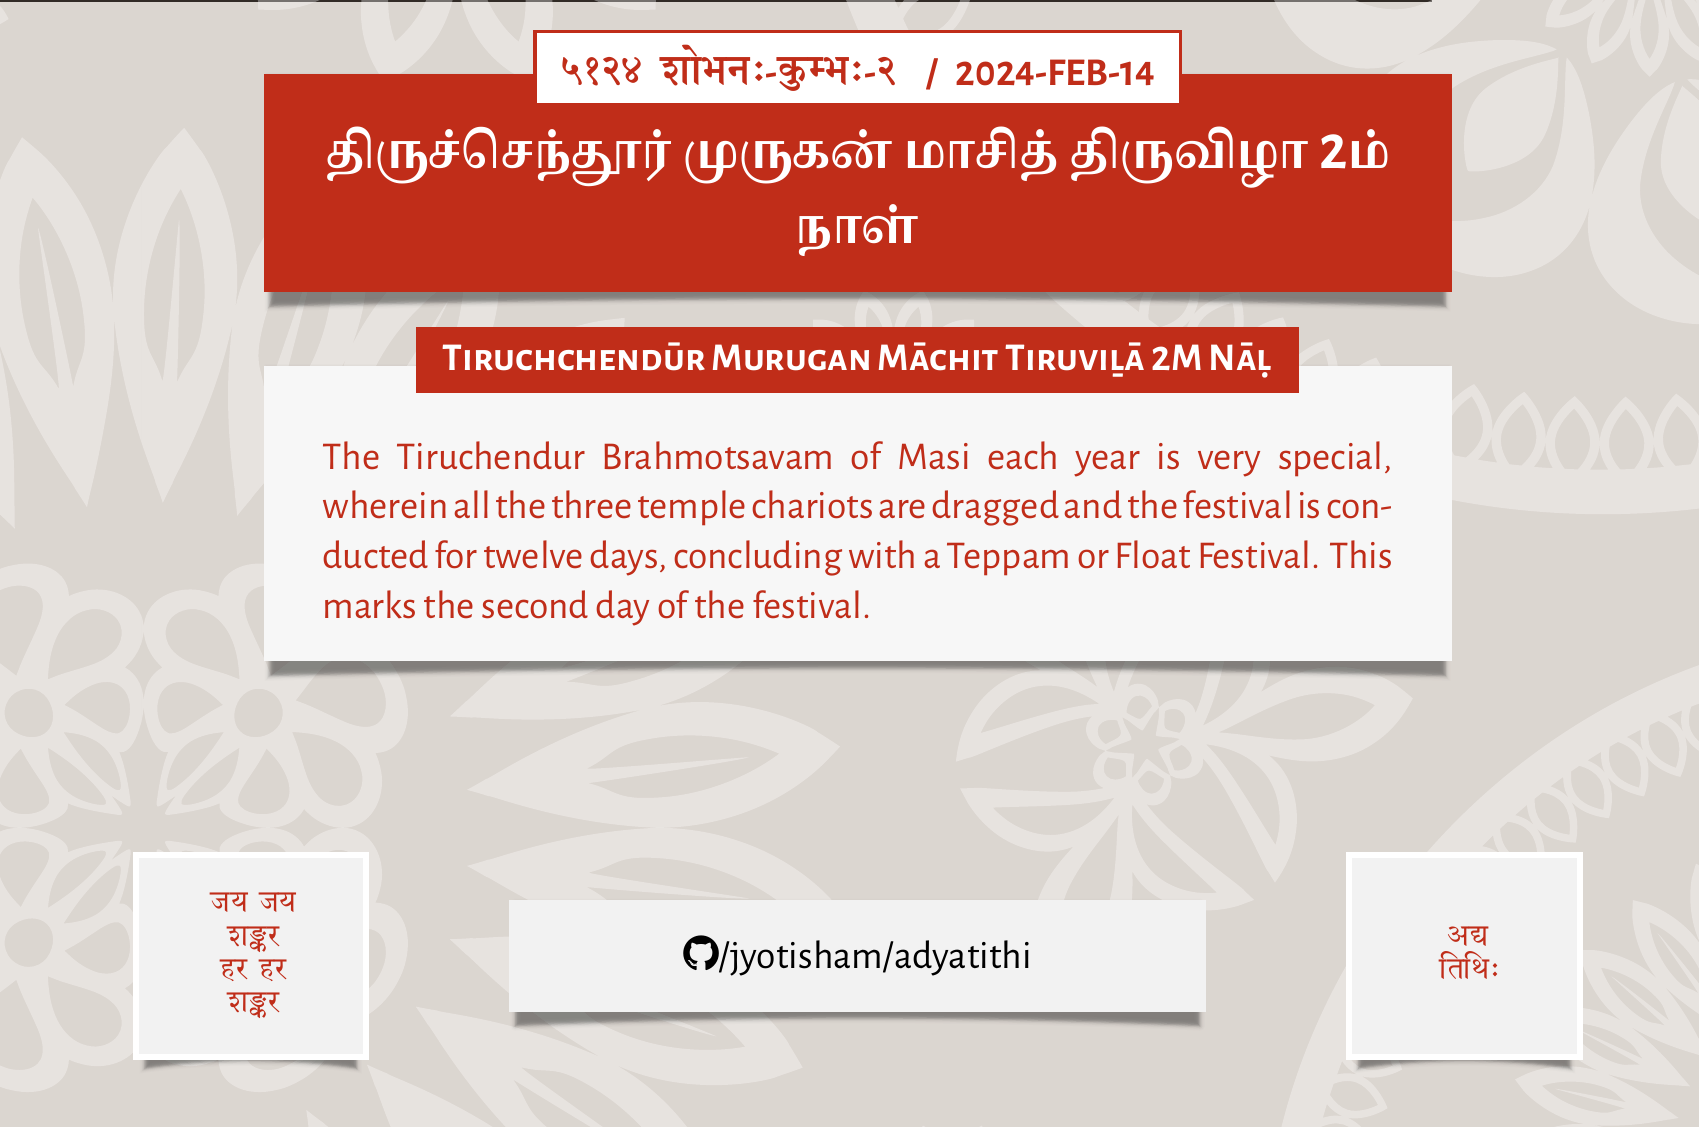 ५१२४ शोभनः-कुम्भः-२ / 2024-FEB-14
திருச்செந்தூர் முருகன் மாசித் திருவிழா 2ம்
நாள்
TIRUCHCHENDŪR MURUGAN MĀCHIT TIRUVIḺĀ 2M NĀḶ
The Tiruchendur Brahmotsavam of Masi each year is very special,
wherein all the three temple chariots are dragged and the festival is con-
ducted for twelve days, concluding with a Teppam or Float Festival. This
marks the second day of the festival.
जय जय
शङ्कर
हर हर
शङ्कर
/jyotisham/adyatithi
अद्य
तिथिः